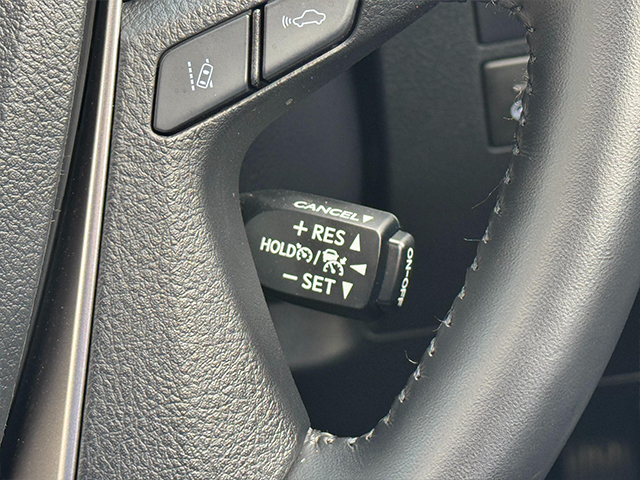 CANCEL
+ RES
HOLD /
- SET
ON-OFF